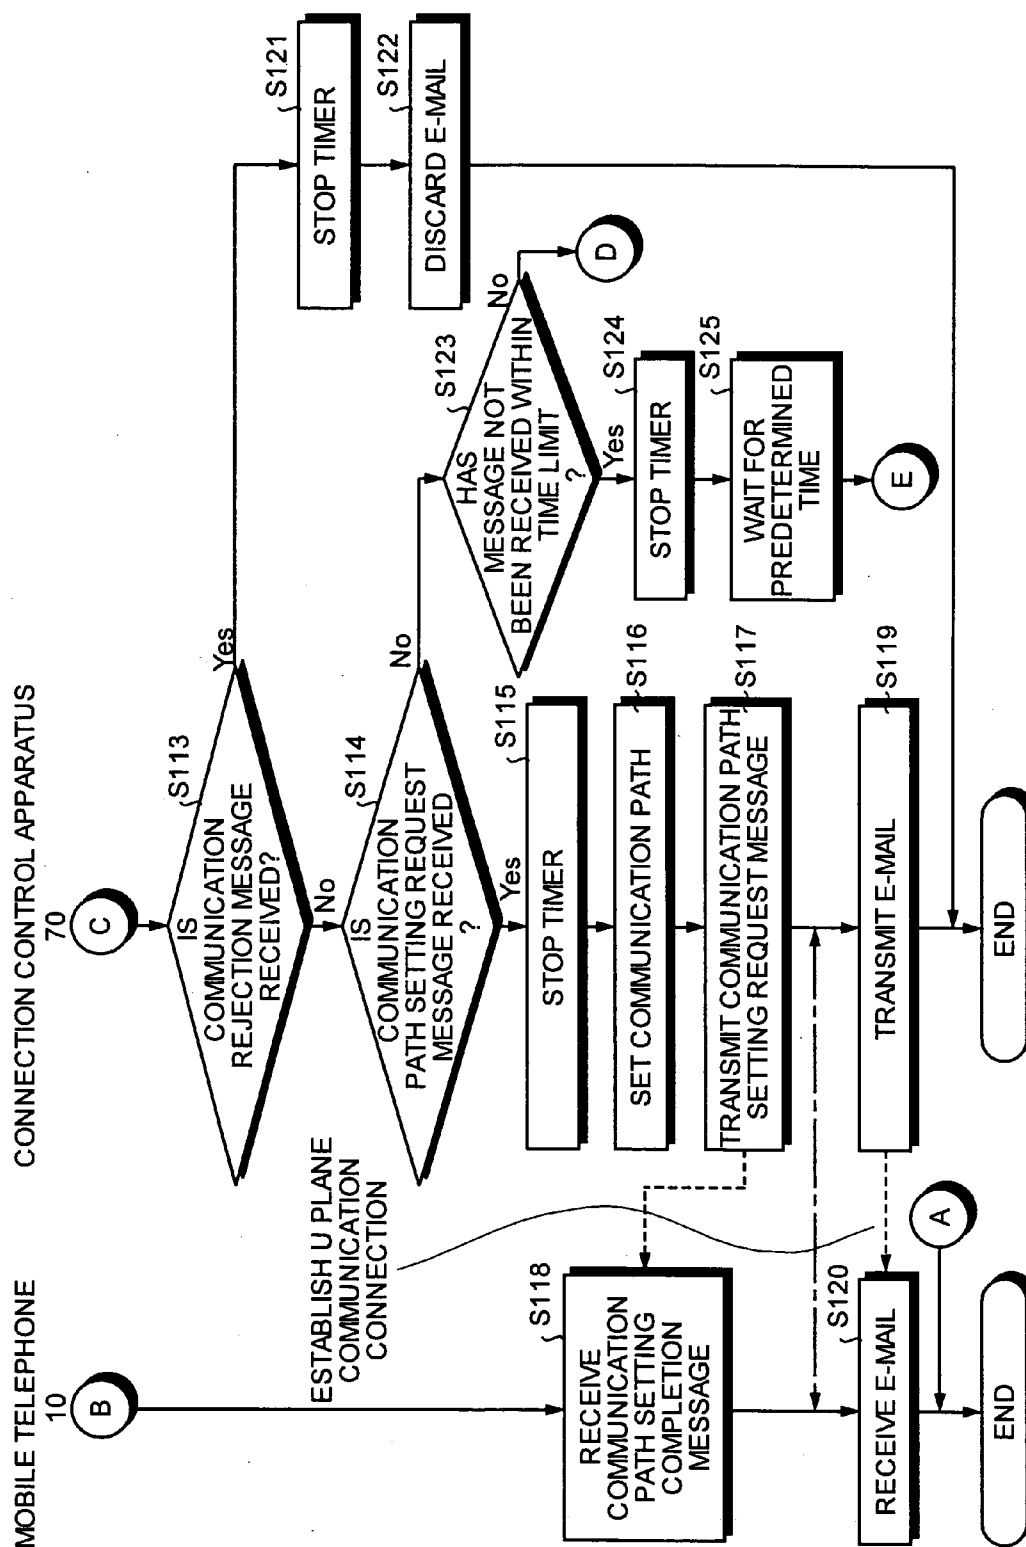 MOBILE TELEPHONE
10
B
ESTABLISH U PLANE
COMMUNICATION
CONNECTION
S118
RECEIVE
COMMUNICATION
PATH SETTING
COMPLETION
MESSAGE
S120
RECEIVE E-MAIL
A
END
CONNECTION CONTROL APPARATUS
70
C
S113
IS
COMMUNICATION
REJECTION MESSAGE
RECEIVED?
Yes
No
S114
IS
COMMUNICATION
PATH SETTING REQUEST
MESSAGE RECEIVED
?
No
Yes
S115
STOP TIMER
S116
SET COMMUNICATION PATH
S117
TRANSMIT COMMUNICATION PATH
SETTING REQUEST MESSAGE
S119
TRANSMIT E-MAIL
END
S123
HAS
MESSAGE NOT
BEEN RECEIVED WITHIN
TIME LIMIT
?
No
D
Yes
S124
STOP TIMER
S125
WAIT FOR
PREDETERMINED
TIME
E
S121
STOP TIMER
S122
DISCARD E-MAIL